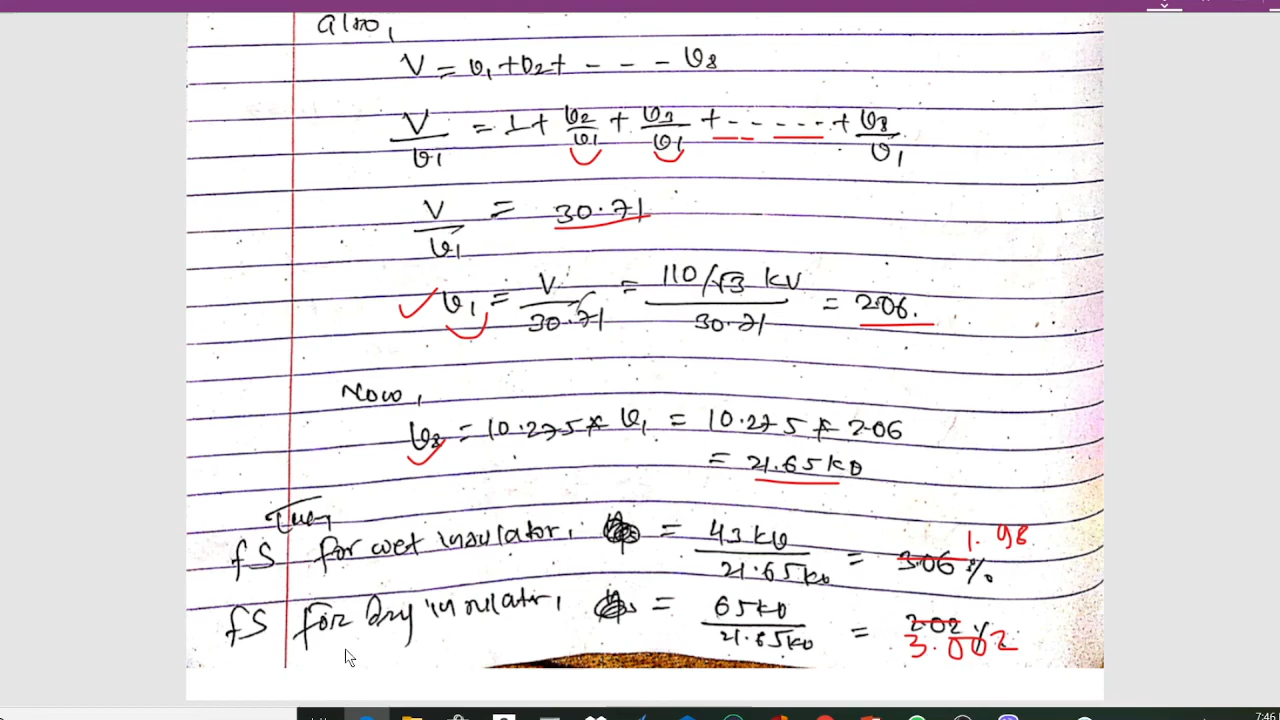 also,
V = v1 + v2 + - - - v8
V/v1 = 1 + v2/v1 + v3/v1 + - - - - - - + v8/v1
V/v1 = 30.71
v1 = V/30.71 = 110/√3 kV / 30.71 = 2.06.
Now,
v8 = 10.275 * v1 = 10.275 * 2.06
= 21.65 kv
Then
fS for wet insulator, = 43 kv / 21.65 kv = 3.06 % 1.98
fS for Dry insulator, = 65 kv / 21.65 kv = 2.02 % 3.002
7:46